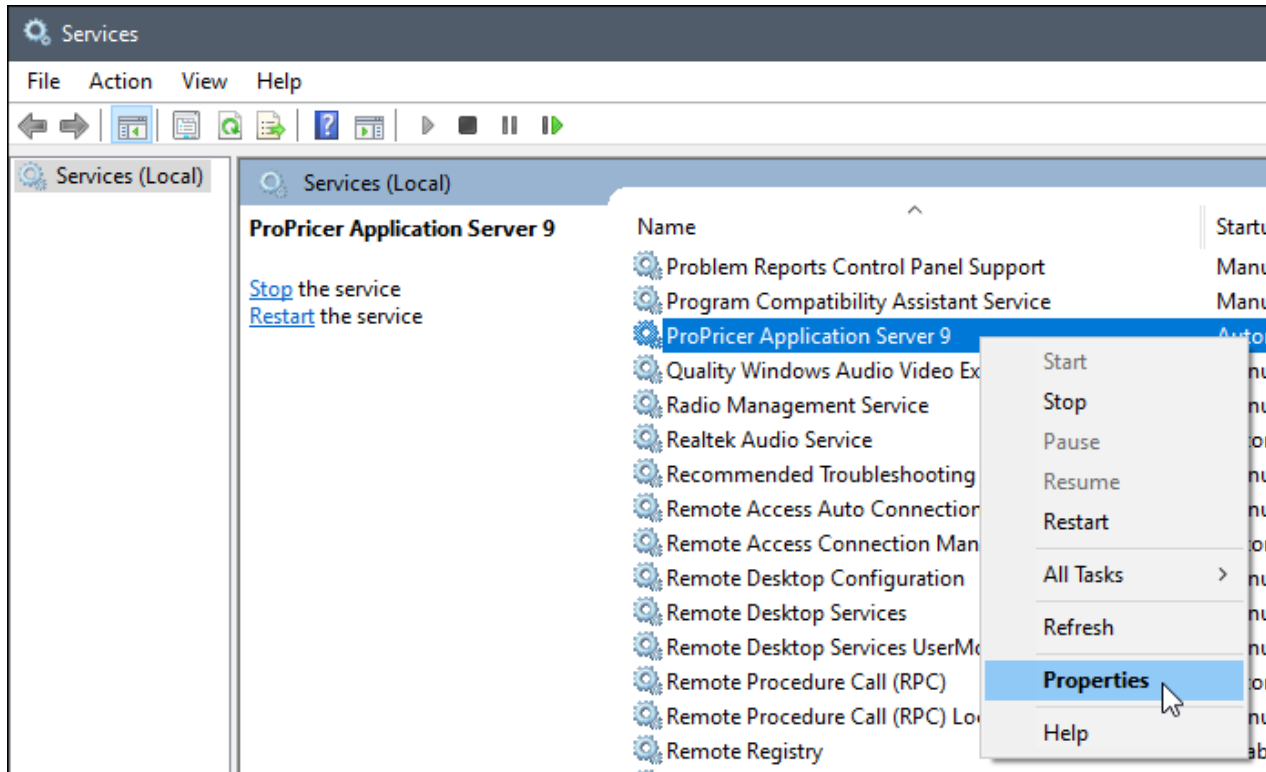 Services
File Action View Help
Services (Local)
Services (Local)
ProPricer Application Server 9
Stop the service
Restart the service
Name Startu
Problem Reports Control Panel Support Manu
Program Compatibility Assistant Service Manu
ProPricer Application Server 9 Autor
Quality Windows Audio Video Ex
Radio Management Service
Realtek Audio Service
Recommended Troubleshooting
Remote Access Auto Connection
Remote Access Connection Man
Remote Desktop Configuration
Remote Desktop Services
Remote Desktop Services UserMo
Remote Procedure Call (RPC)
Remote Procedure Call (RPC) Lo
Remote Registry
Start
Stop
Pause
Resume
Restart
All Tasks
Refresh
Properties
Help